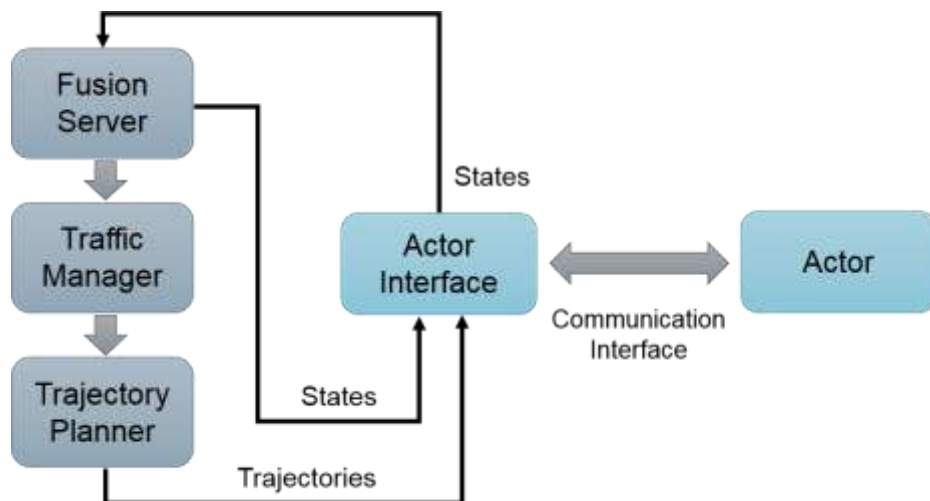 Fusion
Server
States
Traffic
Manager
Actor
Interface
Actor
Communication
Interface
Trajectory
Planner
States
Trajectories